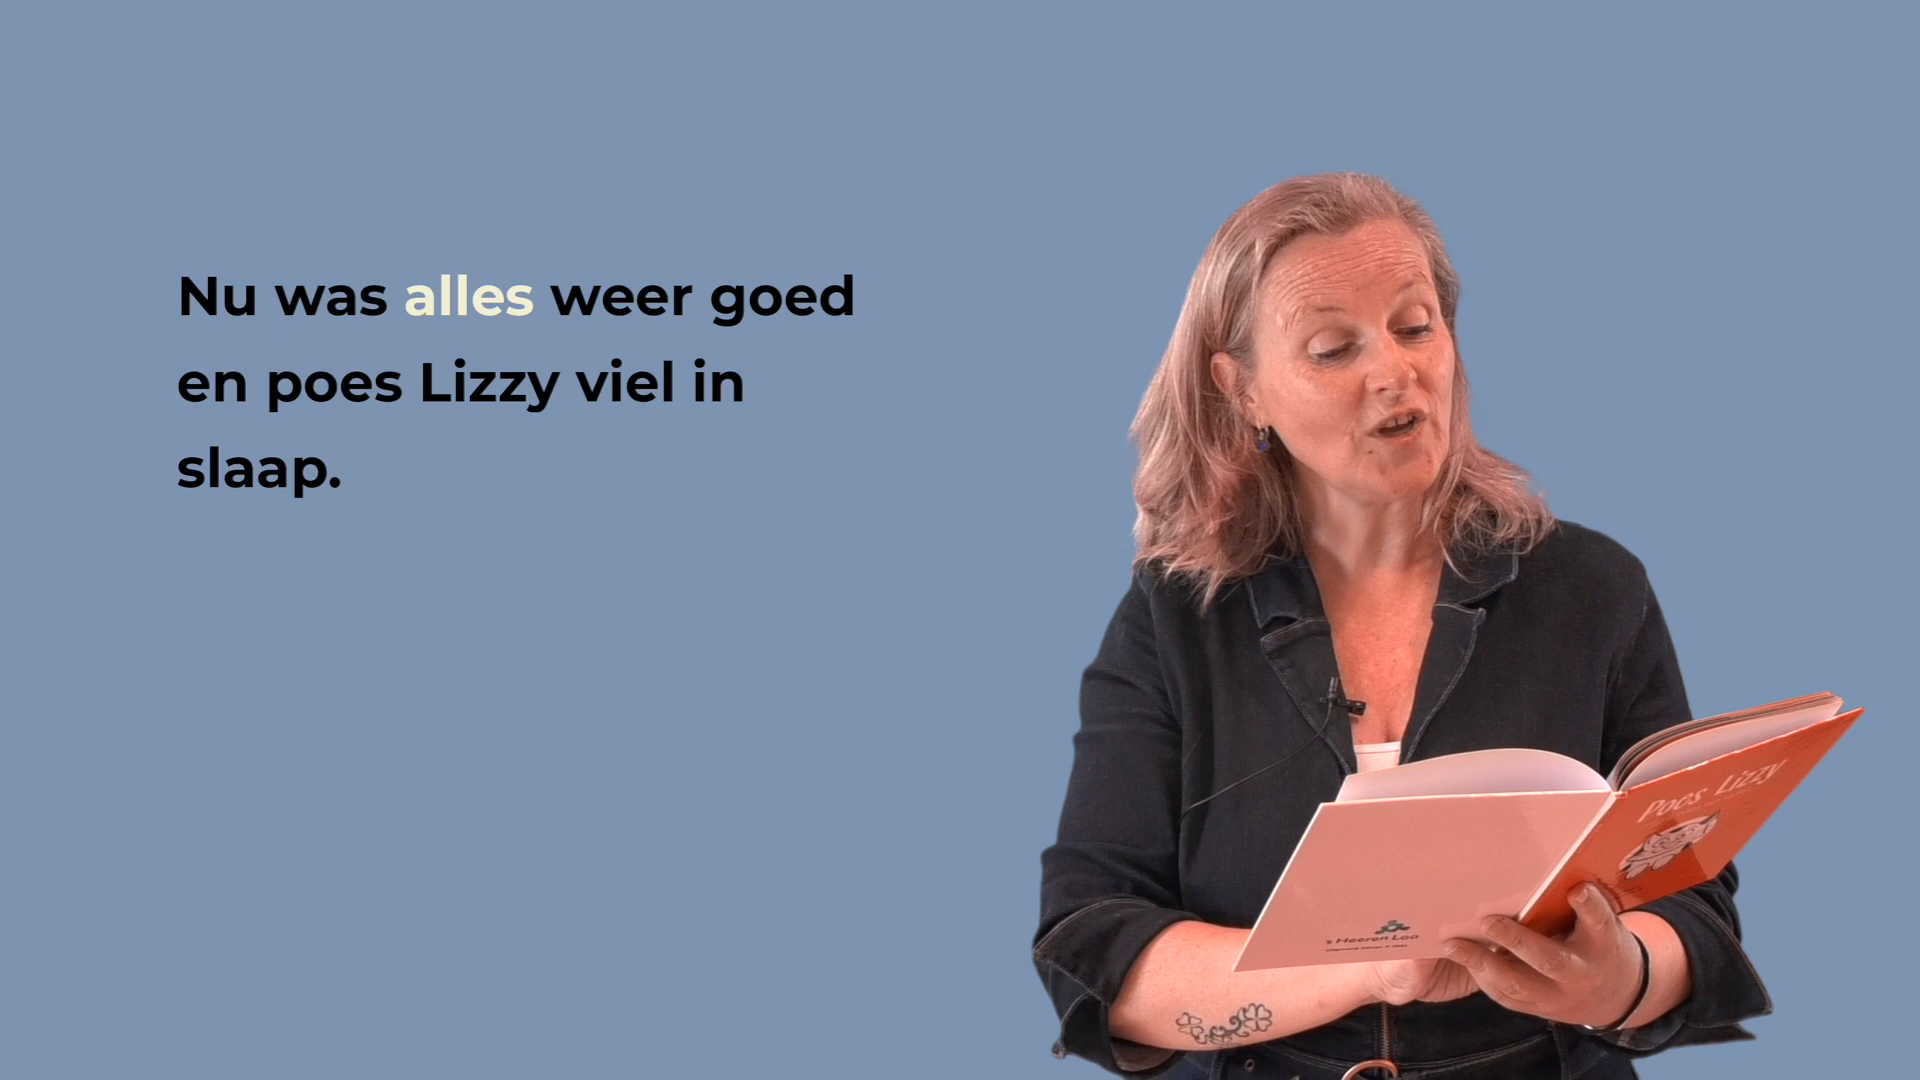 Nu was alles weer goed
en poes Lizzy viel in
slaap.
Poes Lizzy
's Heeren Loo